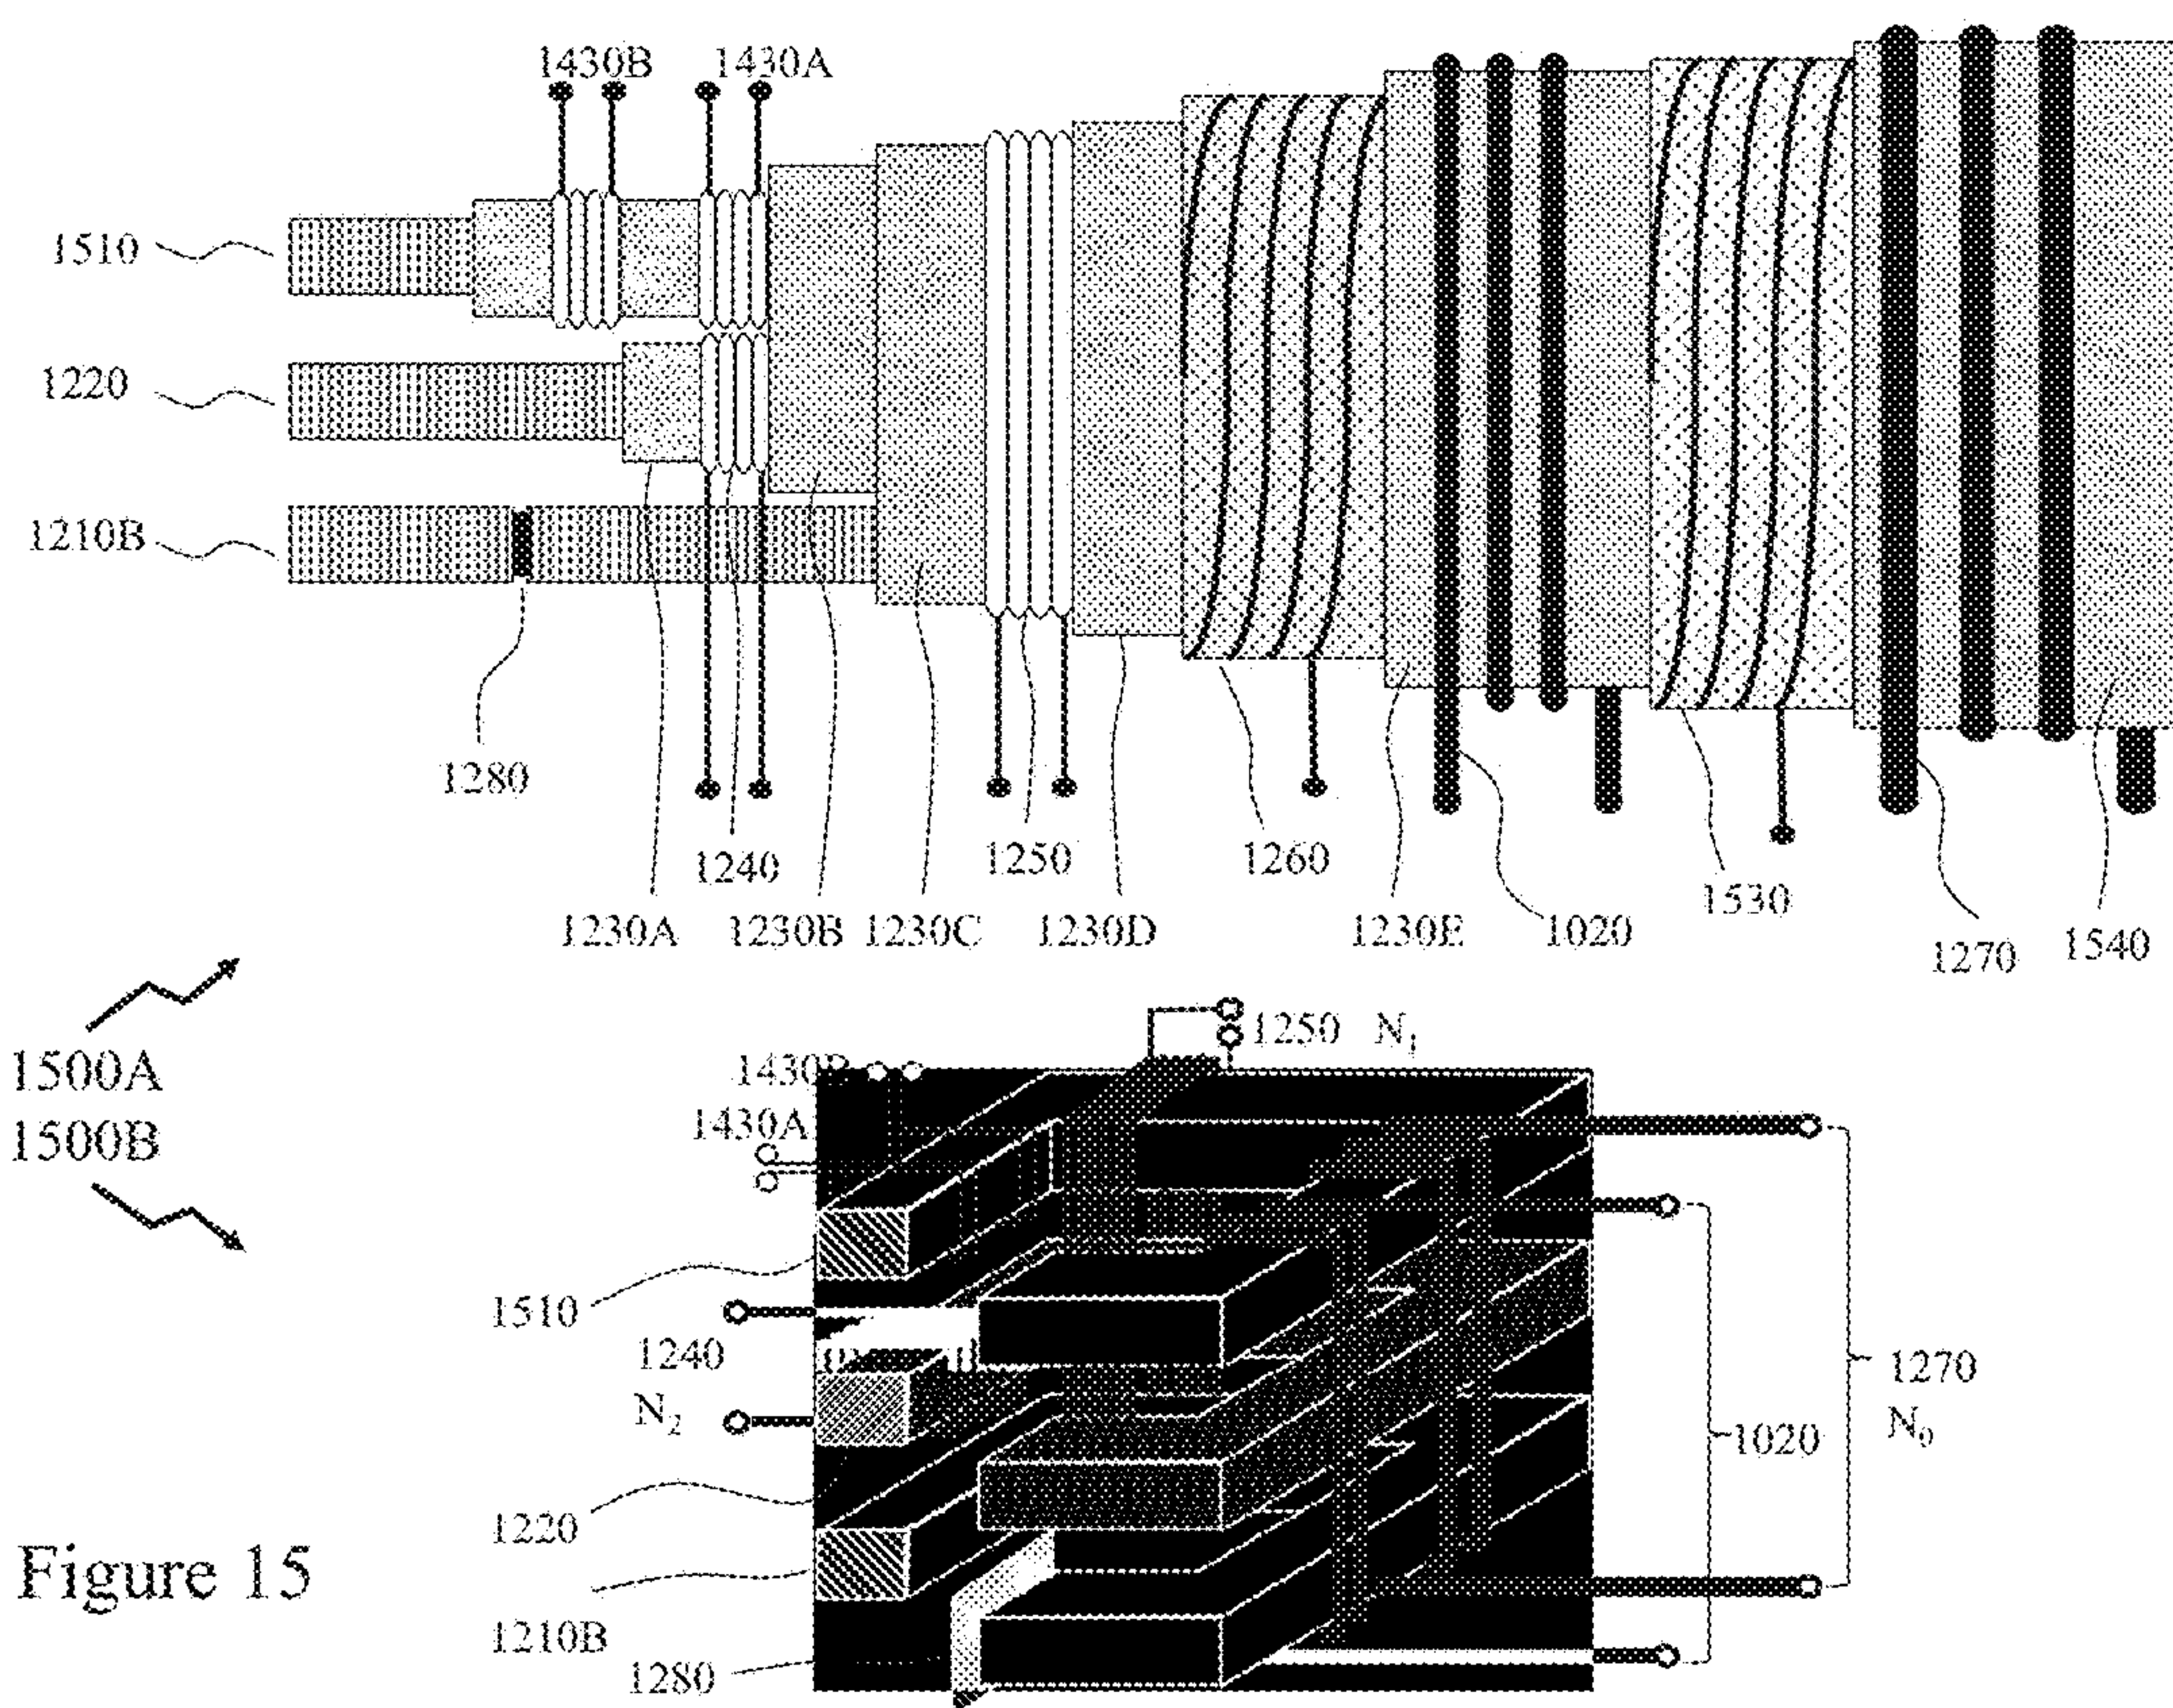 1430B 1430A
1510
1220
1210B
1280
1240 1250 1260
1530
1230A 1230B 1230C 1230D 1230E 1020
1270 1540
1500A
1500B
1250 N₁
1430B
1430A
1510
1240
1270
N₂
1020 N₀
1220
Figure 15
1210B
1280